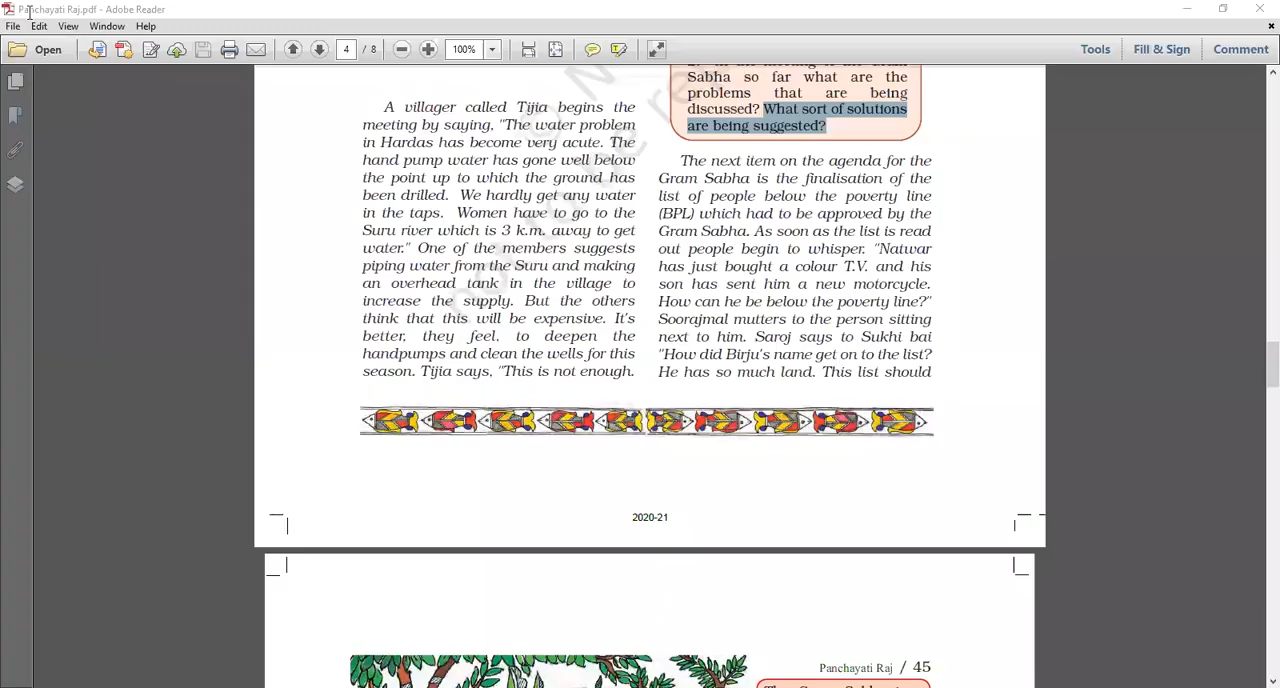 Panchayati Raj.pdf - Adobe Reader
File Edit View Window Help
Open 4 / 8 100% Tools Fill & Sign Comment
A villager called Tijia begins the
meeting by saying, "The water problem
in Hardas has become very acute. The
hand pump water has gone well below
the point up to which the ground has
been drilled. We hardly get any water
in the taps. Women have to go to the
Suru river which is 3 k.m. away to get
water." One of the members suggests
piping water from the Suru and making
an overhead tank in the village to
increase the supply. But the others
think that this will be expensive. It's
better, they feel, to deepen the
handpumps and clean the wells for this
season. Tijia says, "This is not enough.
Sabha so far what are the
problems that are being
discussed? What sort of solutions
are being suggested?
The next item on the agenda for the
Gram Sabha is the finalisation of the
list of people below the poverty line
(BPL) which had to be approved by the
Gram Sabha. As soon as the list is read
out people begin to whisper. "Natwar
has just bought a colour T.V. and his
son has sent him a new motorcycle.
How can he be below the poverty line?"
Soorajmal mutters to the person sitting
next to him. Saroj says to Sukhi bai
"How did Birju's name get on to the list?
He has so much land. This list should
2020-21
Panchayati Raj / 45